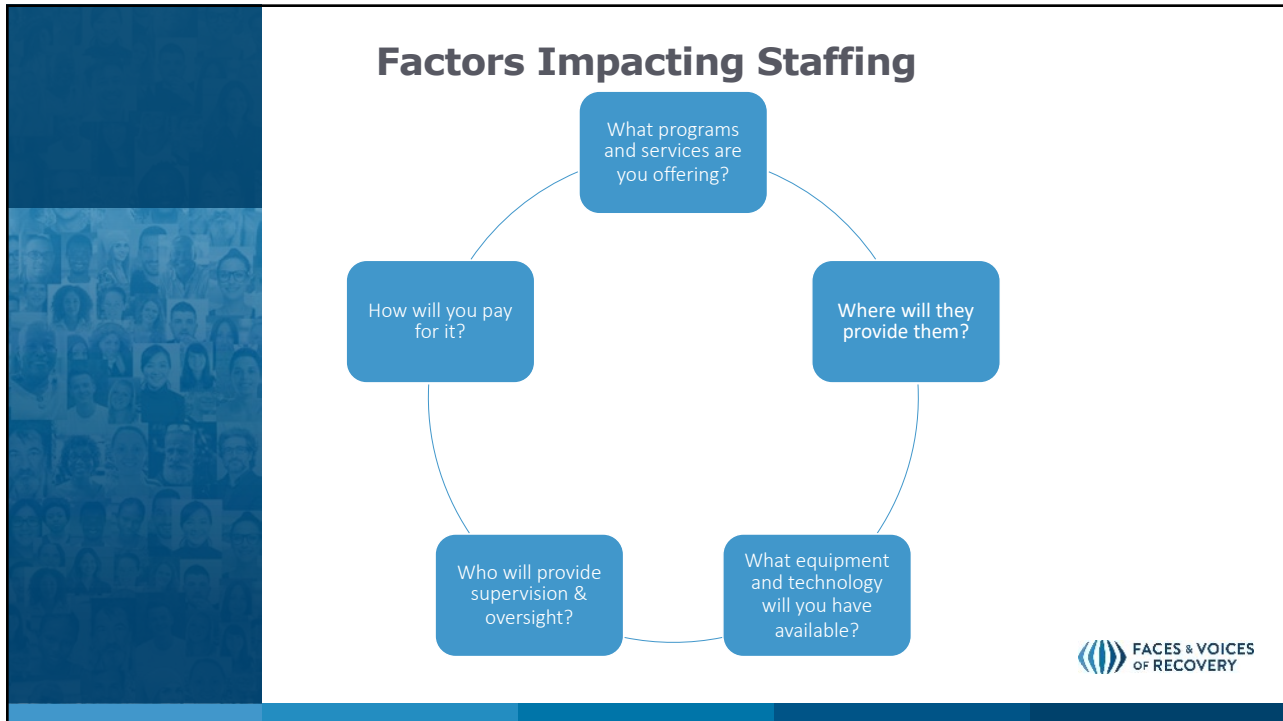 Factors Impacting Staffing
What programs
and services are
you offering?
Where will they
provide them?
What equipment
and technology
will you have
available?
Who will provide
supervision &
oversight?
How will you pay
for it?
FACES & VOICES
OF RECOVERY